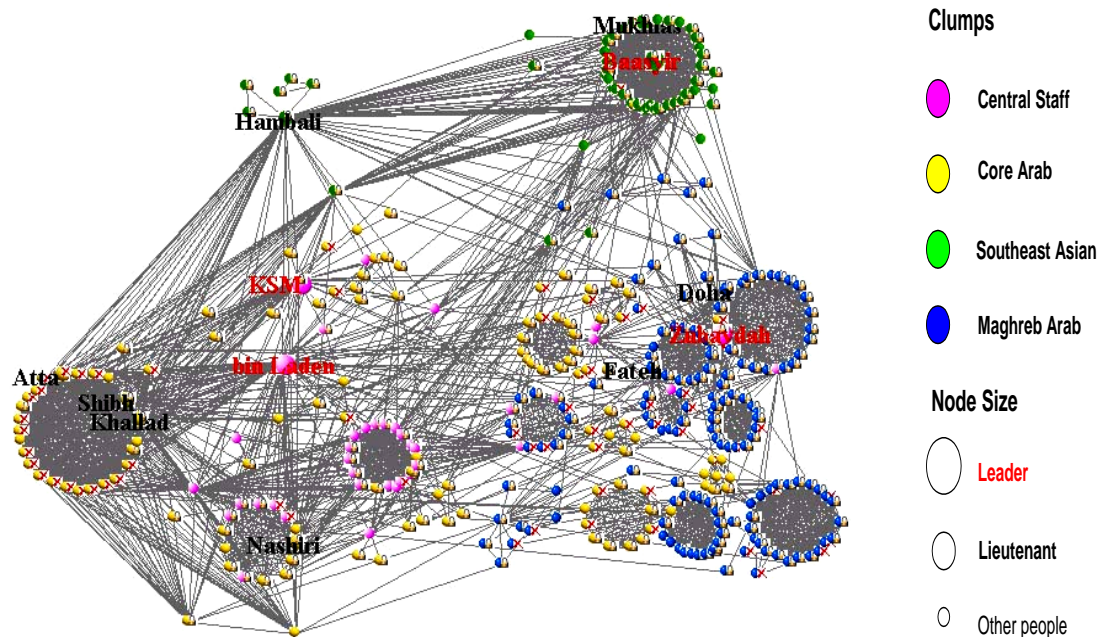 Mukhlas
Baasyir
Hambali
KSM
Doha
Zubaydah
bin Laden
Fateh
Atta
Shibh
Khallad
Nashiri
Clumps
Central Staff
Core Arab
Southeast Asian
Maghreb Arab
Node Size
Leader
Lieutenant
Other people